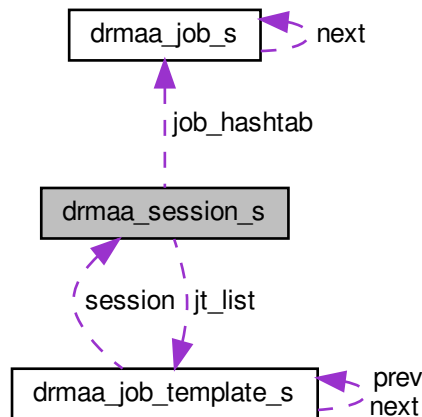 drmaa_job_s
next
job_hashtab
drmaa_session_s
session
jt_list
drmaa_job_template_s
prev
next